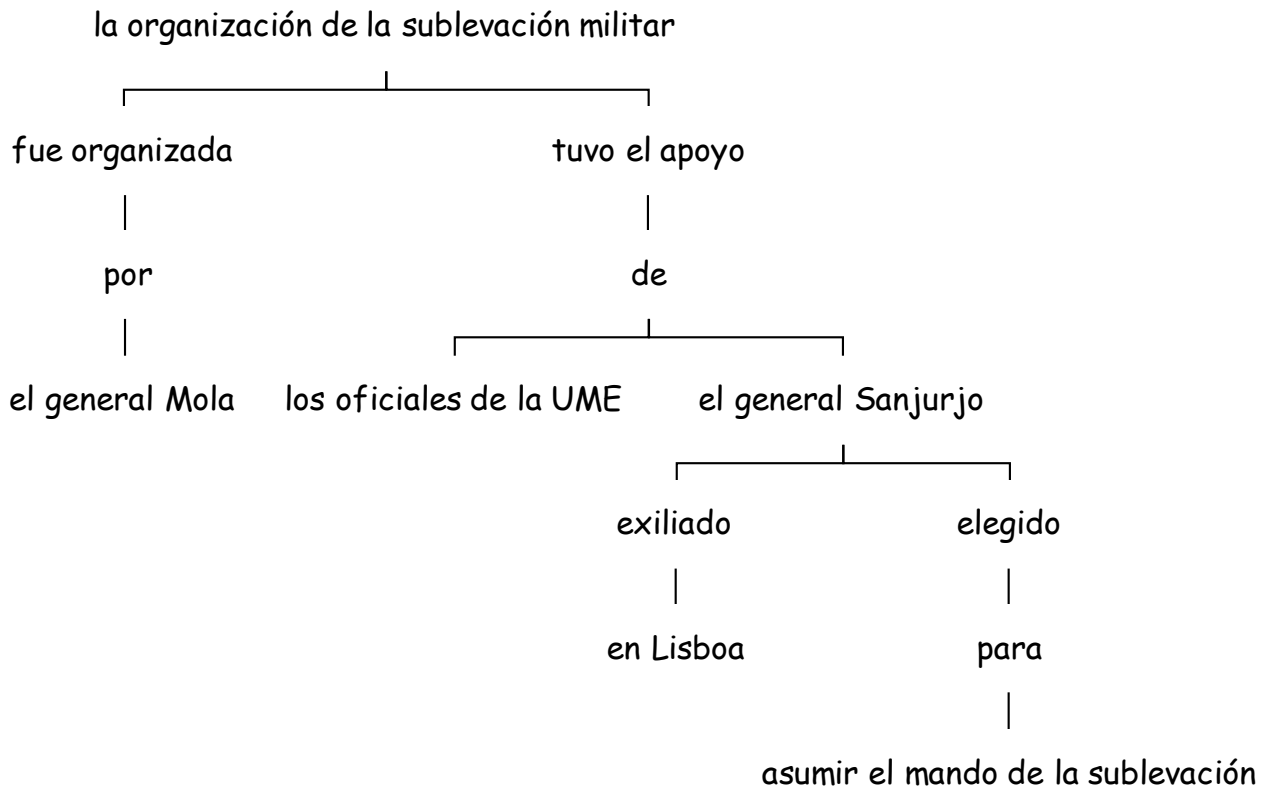 la organización de la sublevación militar
fue organizada
tuvo el apoyo
por
de
el general Mola
los oficiales de la UME
el general Sanjurjo
exiliado
elegido
en Lisboa
para
asumir el mando de la sublevación